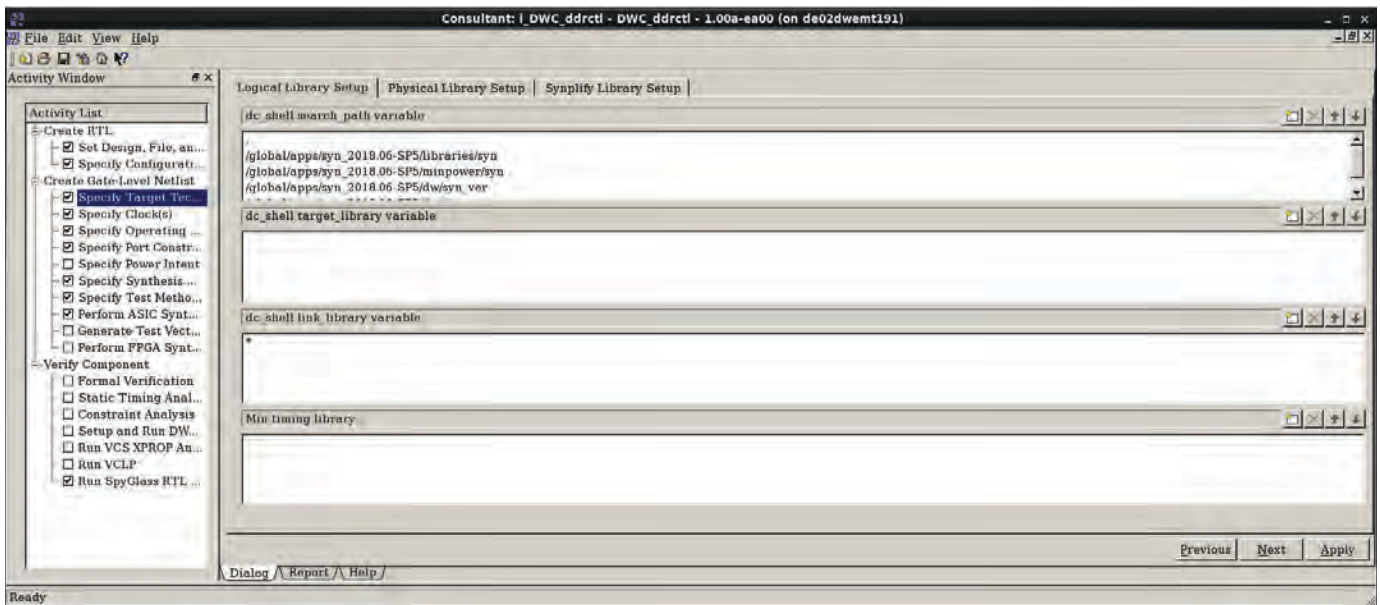 Consultant: i_DWC_ddrctl - DWC_ddrctl - 1.00a-ea00 (on de02dwemt191)
File Edit View Help
Activity Window
Activity List
Create RTL
Set Design, File, an...
Specify Configurati...
Create Gate-Level Netlist
Specify Target Tec...
Specify Clock(s)
Specify Operating ...
Specify Port Constr...
Specify Power Intent
Specify Synthesis ...
Specify Test Metho...
Perform ASIC Synt...
Generate Test Vect...
Perform FPGA Synt...
Verify Component
Formal Verification
Static Timing Anal...
Constraint Analysis
Setup and Run DW...
Run VCS XPROP An...
Run VCLP
Run SpyGlass RTL ...
Logical Library Setup Physical Library Setup Synplify Library Setup
dc_shell search_path variable
.
/global/apps/syn_2018.06-SP5/libraries/syn
/global/apps/syn_2018.06-SP5/minpower/syn
/global/apps/syn_2018.06-SP5/dw/syn_ver
dc_shell target_library variable
dc_shell link_library variable
*
Min timing library
Previous Next Apply
Dialog Report Help
Ready